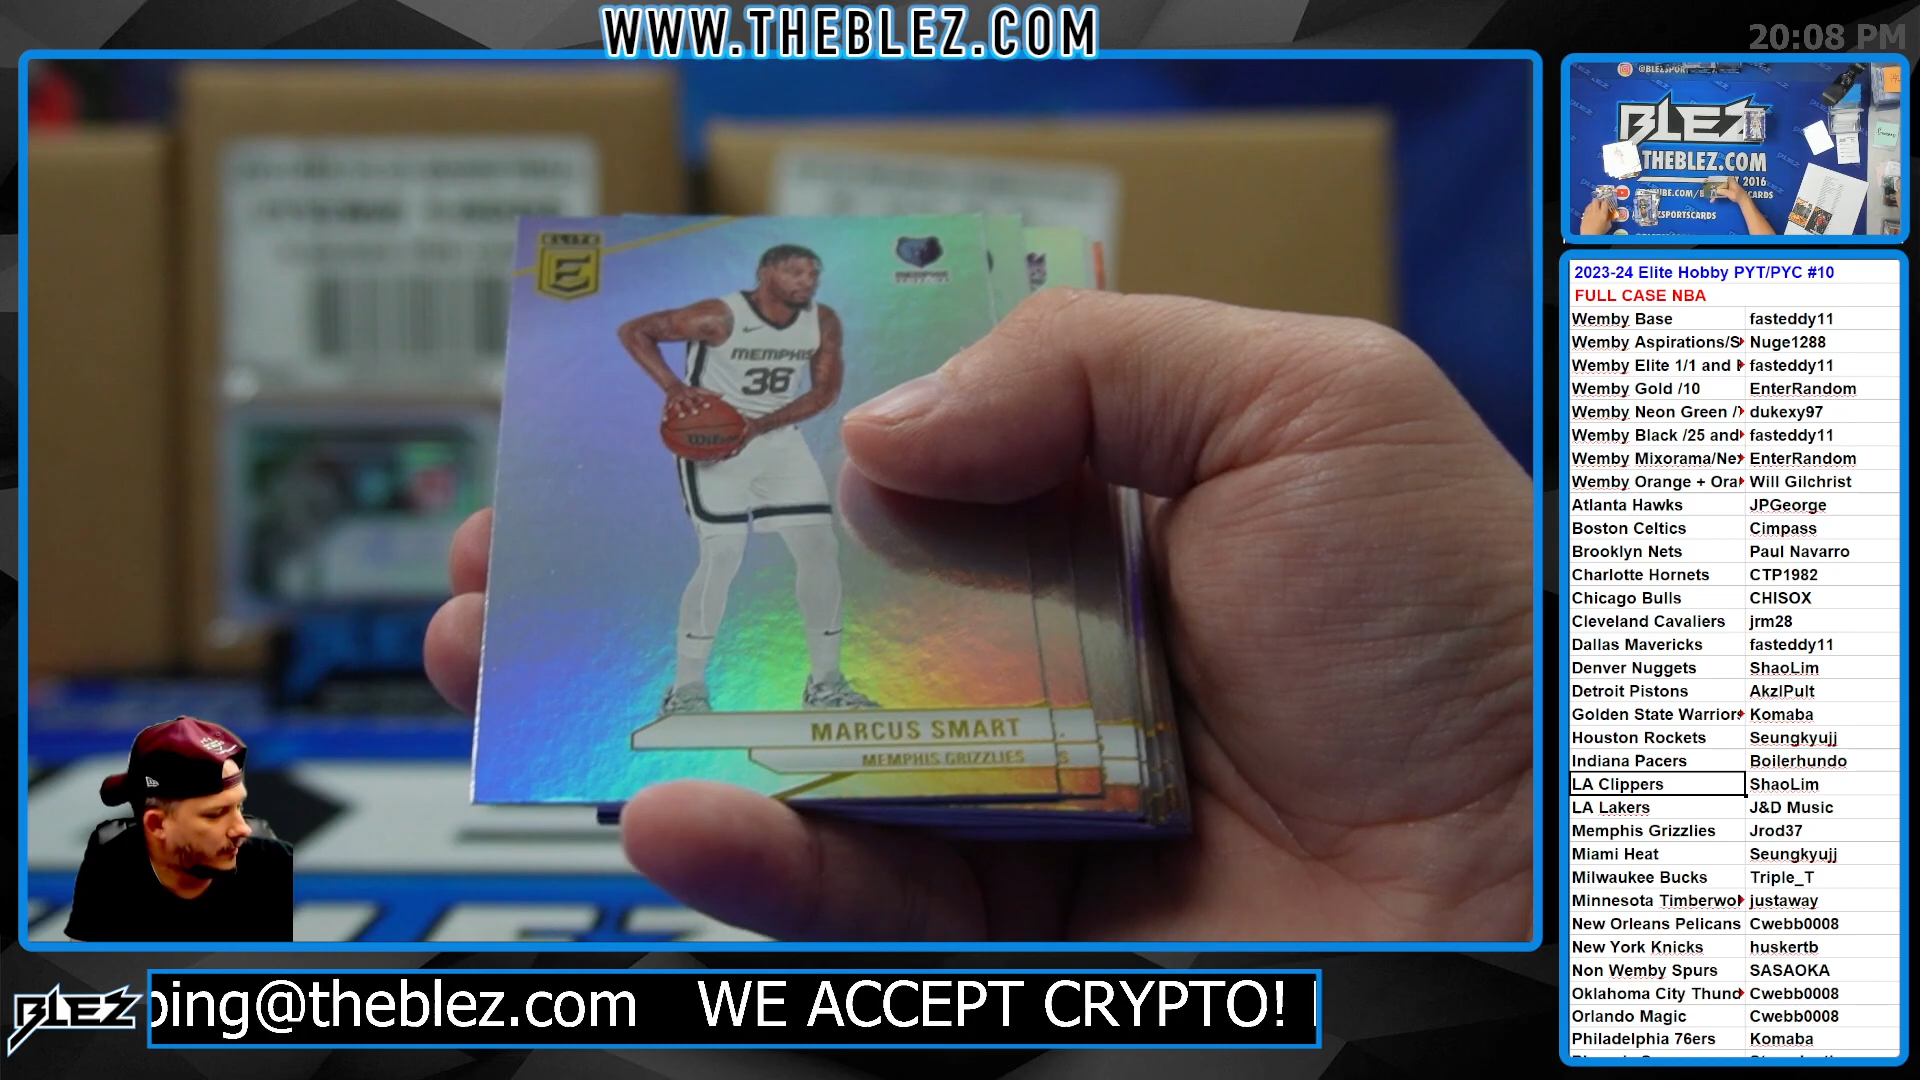 WWW.THEBLEZ.COM
20:08 PM
ELITE
E
MEMPHIS
36
Wilson
MARCUS SMART
MEMPHIS GRIZZLIES
BLEZ
THEBLEZ.COM
2016
BLEZSPORTSCARDS
2023-24 Elite Hobby PYT/PYC #10
FULL CASE NBA
Wemby Base fasteddy11
Wemby Aspirations/S Nuge1288
Wemby Elite 1/1 and fasteddy11
Wemby Gold /10 EnterRandom
Wemby Neon Green / dukexy97
Wemby Black /25 and fasteddy11
Wemby Mixorama/Ne EnterRandom
Wemby Orange + Ora Will Gilchrist
Atlanta Hawks JPGeorge
Boston Celtics Cimpass
Brooklyn Nets Paul Navarro
Charlotte Hornets CTP1982
Chicago Bulls CHISOX
Cleveland Cavaliers jrm28
Dallas Mavericks fasteddy11
Denver Nuggets ShaoLim
Detroit Pistons
Golden State Warriors Komaba
Houston Rockets Seungkyujj
Indiana Pacers Boilerhundo
LA Clippers ShaoLim
LA Lakers J&D Music
Memphis Grizzlies Jrod37
Miami Heat Seungkyujj
Milwaukee Bucks Triple_T
Minnesota Timberwol justaway
New Orleans Pelicans Cwebb0008
New York Knicks huskertb
Non Wemby Spurs SASAOKA
Oklahoma City Thund Cwebb0008
Orlando Magic Cwebb0008
Philadelphia 76ers Komaba
BLEZ
ping@theblez.com WE ACCEPT CRYPTO!